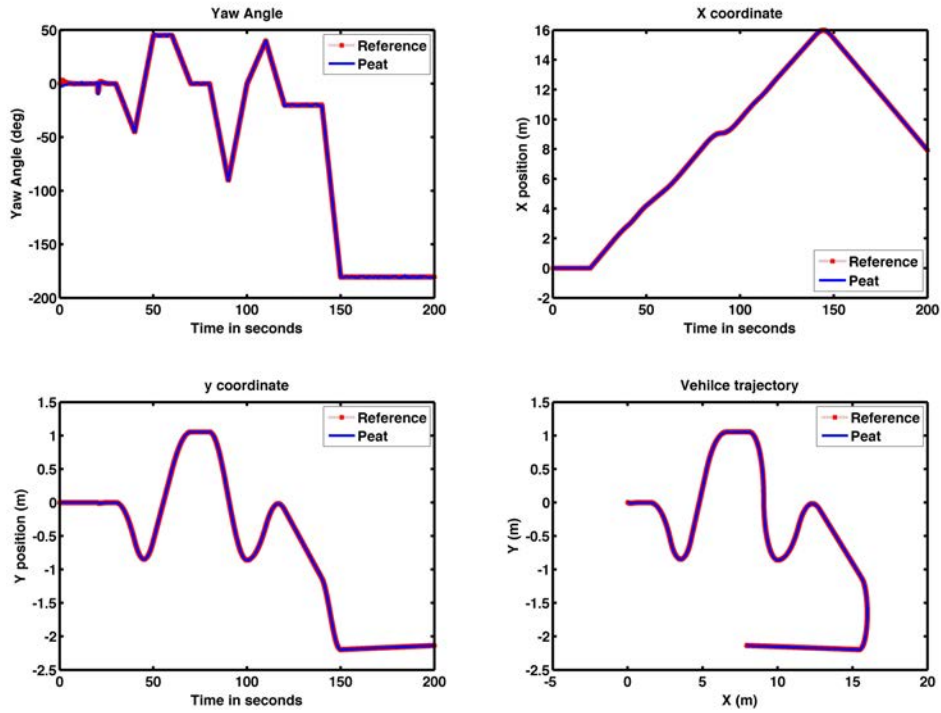 Yaw Angle
50
0
-50
-100
-150
-200
Yaw Angle (deg)
Reference
Peat
0
50
100
150
200
Time in seconds
X coordinate
16
14
12
10
8
6
4
2
0
-2
X position (m)
Reference
Peat
0
50
100
150
200
Time in seconds
y coordinate
1.5
1
0.5
0
-0.5
-1
-1.5
-2
-2.5
Y position (m)
Reference
Peat
0
50
100
150
200
Time in seconds
Vehilce trajectory
1.5
1
0.5
0
-0.5
-1
-1.5
-2
-2.5
Y (m)
Reference
Peat
-5
0
5
10
15
20
X (m)